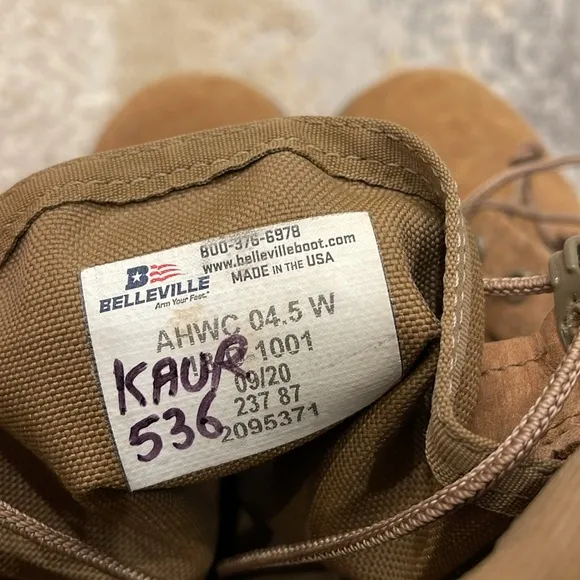 800-376-6978
www.bellevilleboot.com
MADE IN THE USA
B
BELLEVILLE
Arm Your Feet.
AHWC 04.5 W
1001
KAUR
09/20
536
237 87
2095371